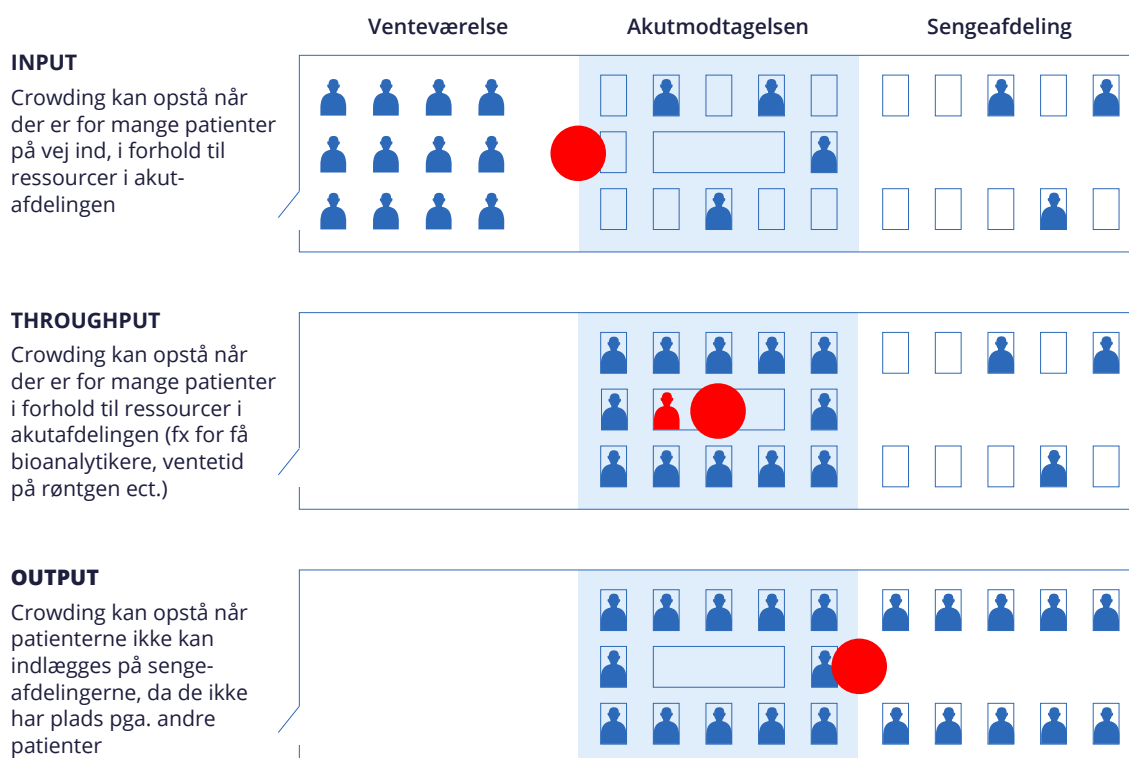 Venteværelse
Akutmodtagelsen
Sengeafdeling
INPUT
Crowding kan opstå når
der er for mange patienter
på vej ind, i forhold til
ressourcer i akut-
afdelingen
THROUGHPUT
Crowding kan opstå når
der er for mange patienter
i forhold til ressourcer i
akutafdelingen (fx for få
bioanalytikere, ventetid
på røntgen ect.)
OUTPUT
Crowding kan opstå når
patienterne ikke kan
indlægges på senge-
afdelingerne, da de ikke
har plads pga. andre
patienter